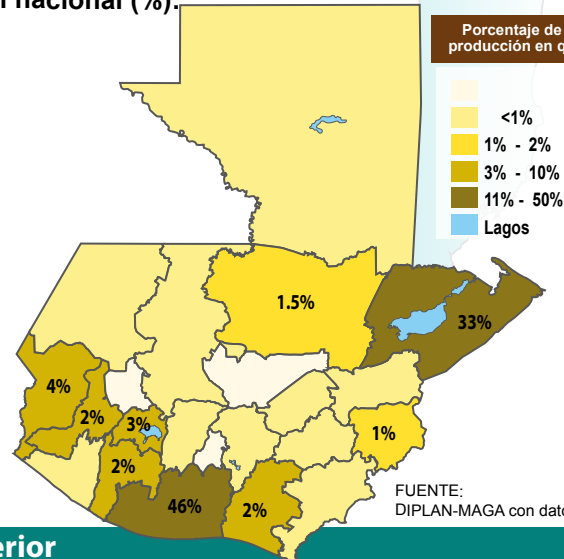 nacional (%).
Porcentaje de
producción en q
<1%
1% - 2%
3% - 10%
11% - 50%
Lagos
1.5%
33%
4%
2%
3%
1%
2%
46%
2%
FUENTE:
DIPLAN-MAGA con dato
erior